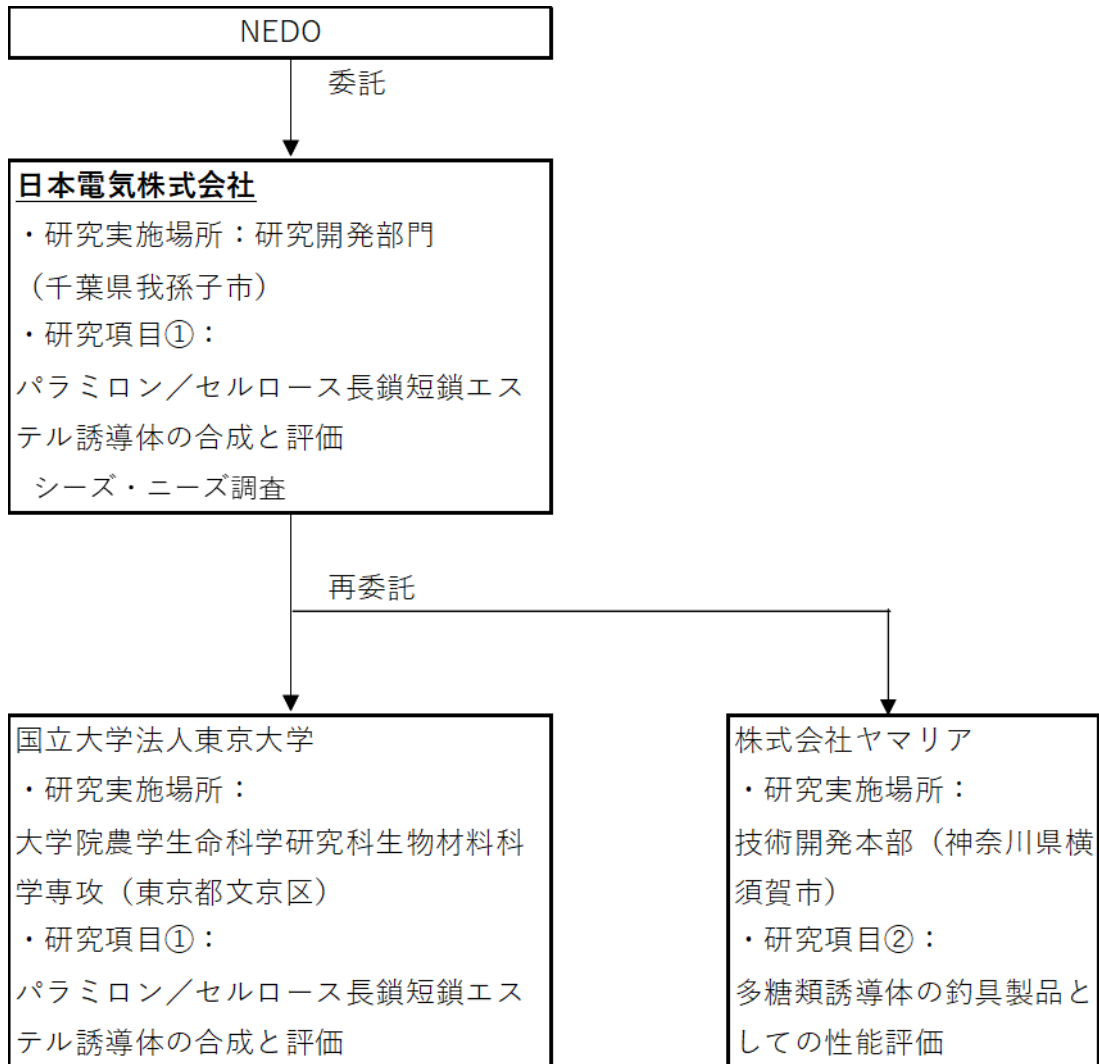 NEDO
委託
日本電気株式会社
・研究実施場所：研究開発部門
（千葉県我孫子市）
・研究項目①：
パラミロン／セルロース長鎖短鎖エス
テル誘導体の合成と評価
シーズ・ニーズ調査
再委託
国立大学法人東京大学
・研究実施場所：
大学院農学生命科学研究科生物材料科
学専攻（東京都文京区）
・研究項目①：
パラミロン／セルロース長鎖短鎖エス
テル誘導体の合成と評価
株式会社ヤマリア
・研究実施場所：
技術開発本部（神奈川県横
須賀市）
・研究項目②：
多糖類誘導体の釣具製品と
しての性能評価